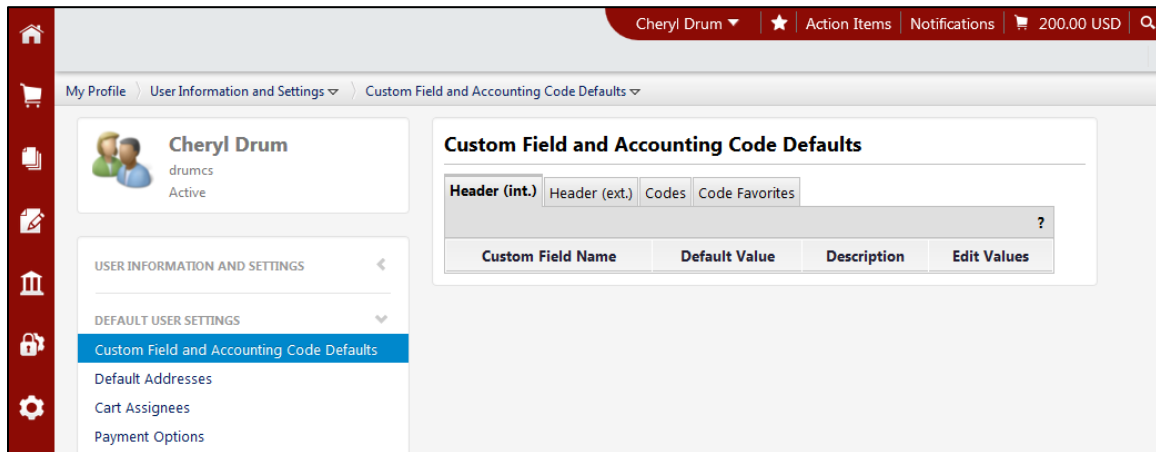 Cheryl Drum Action Items Notifications 200.00 USD
My Profile User Information and Settings Custom Field and Accounting Code Defaults
Cheryl Drum
drumcs
Active
USER INFORMATION AND SETTINGS
DEFAULT USER SETTINGS
Custom Field and Accounting Code Defaults
Default Addresses
Cart Assignees
Payment Options
Custom Field and Accounting Code Defaults
Header (int.) Header (ext.) Codes Code Favorites
?
Custom Field Name Default Value Description Edit Values